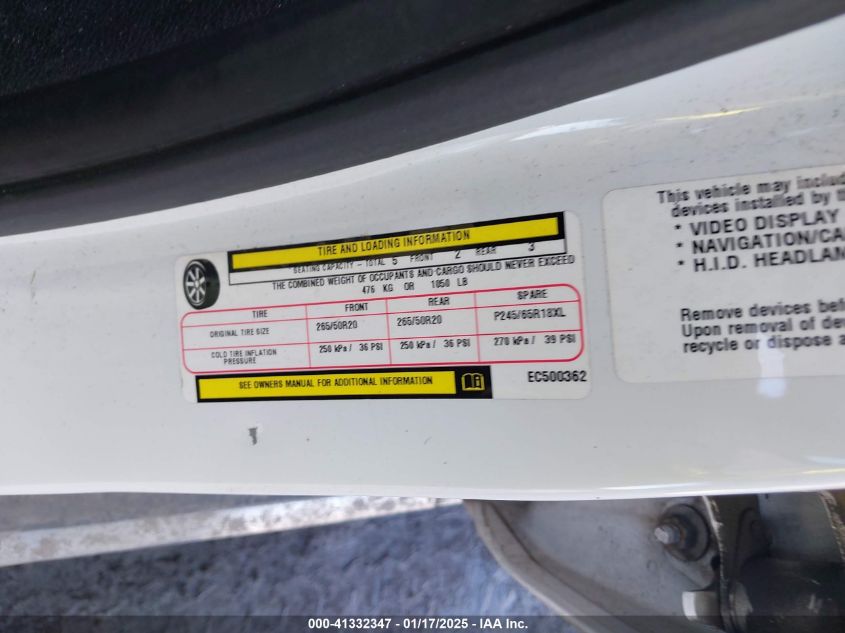 TIRE AND LOADING INFORMATION
SEATING CAPACITY - TOTAL 5 FRONT 2 REAR 3
THE COMBINED WEIGHT OF OCCUPANTS AND CARGO SHOULD NEVER EXCEED
476 KG OR 1050 LB
TIRE FRONT REAR SPARE
ORIGINAL TIRE SIZE 265/50R20 265/50R20 P245/65R18XL
COLD TIRE INFLATION PRESSURE 250 kPa / 36 PSI 250 kPa / 36 PSI 270 kPa / 39 PSI
SEE OWNERS MANUAL FOR ADDITIONAL INFORMATION
EC500362
This vehicle may includ
devices installed by th
* VIDEO DISPLAY
* NAVIGATION/CA
* H.I.D. HEADLAM
Remove devices bef
Upon removal of dev
recycle or dispose a
000-41332347 - 01/17/2025 - IAA Inc.